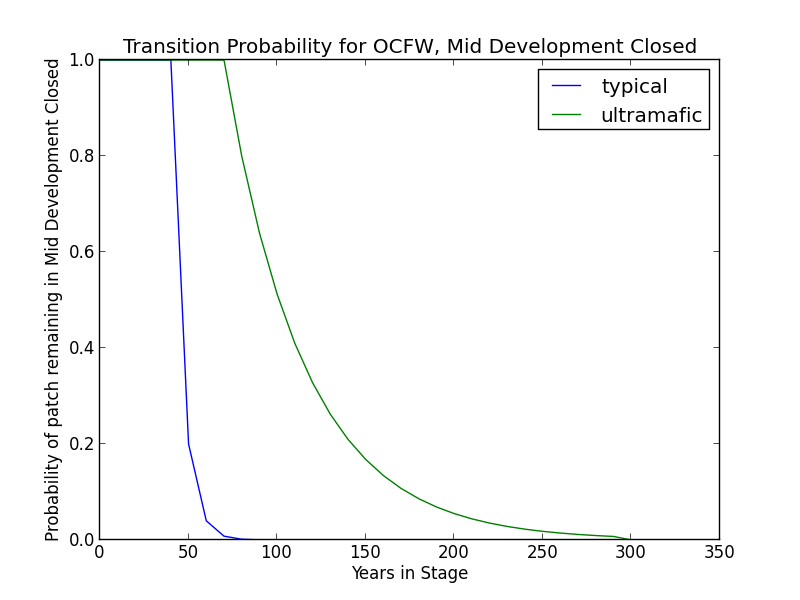 Transition Probability for OCFW, Mid Development Closed
Probability of patch remaining in Mid Development Closed
1.0
0.8
0.6
0.4
0.2
0.0
typical
ultramafic
0 50 100 150 200 250 300 350
Years in Stage